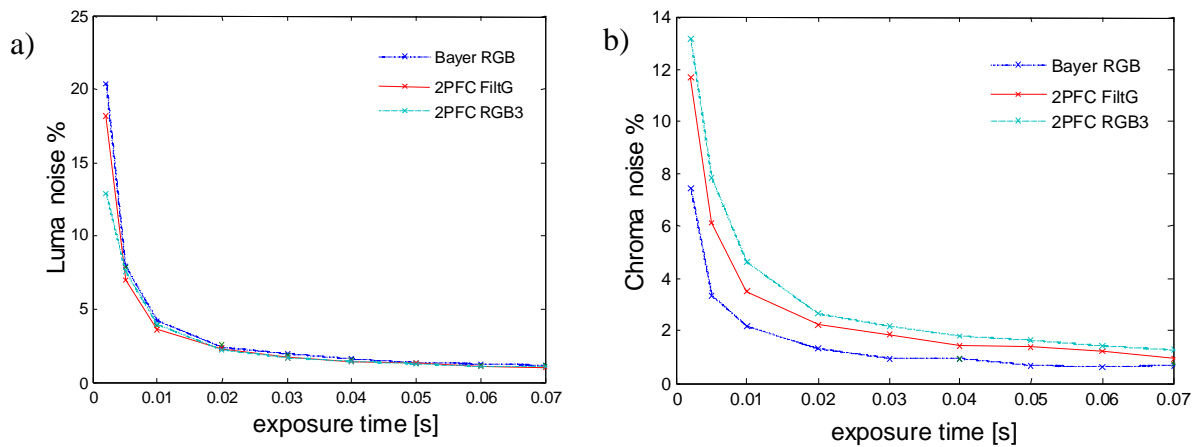 a)
Luma noise %
25
20
15
10
5
0
0 0.01 0.02 0.03 0.04 0.05 0.06 0.07
exposure time [s]
Bayer RGB
2PFC FiltG
2PFC RGB3
b)
Chroma noise %
14
12
10
8
6
4
2
0
0 0.01 0.02 0.03 0.04 0.05 0.06 0.07
exposure time [s]
Bayer RGB
2PFC FiltG
2PFC RGB3